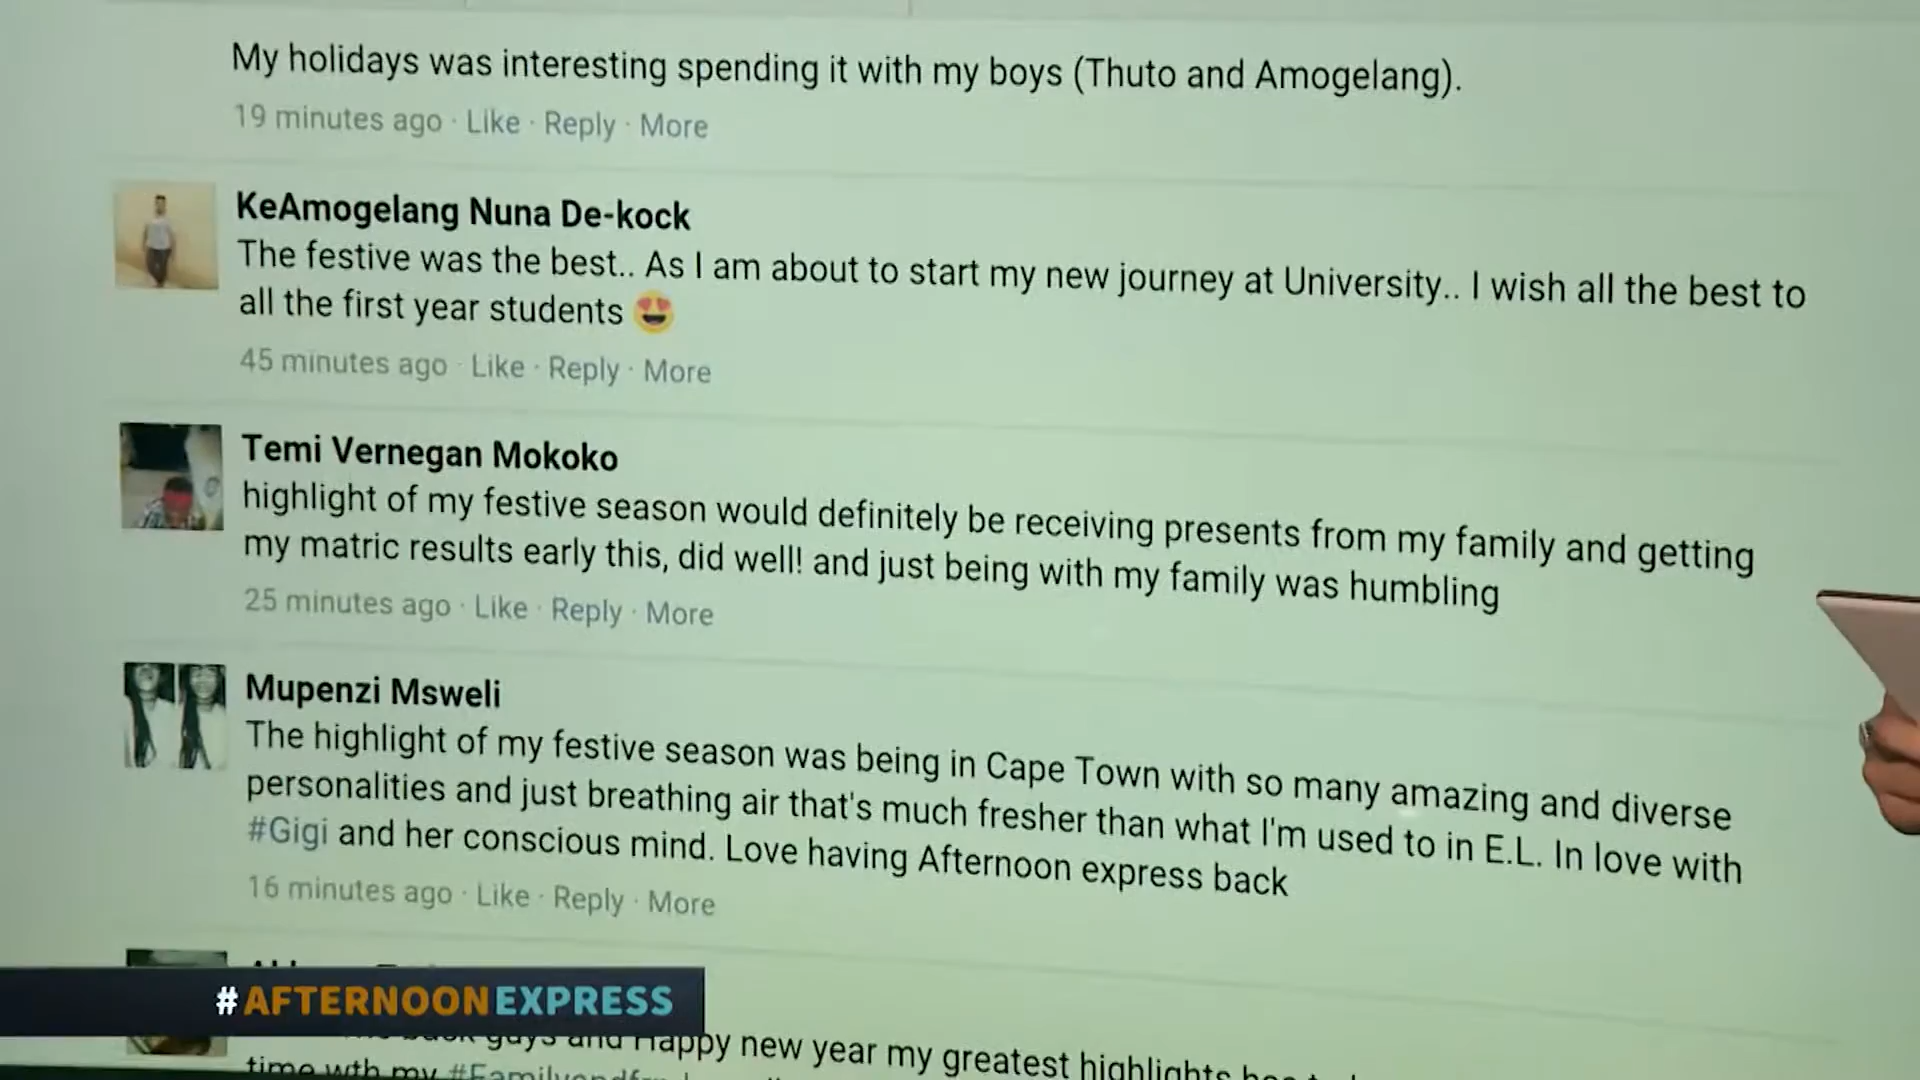 My holidays was interesting spending it with my boys (Thuto and Amogelang).
19 minutes ago · Like · Reply · More
KeAmogelang Nuna De-kock
The festive was the best.. As I am about to start my new journey at University.. I wish all the best to
all the first year students 😍
45 minutes ago · Like · Reply · More
Temi Vernegan Mokoko
highlight of my festive season would definitely be receiving presents from my family and getting
my matric results early this, did well! and just being with my family was humbling
25 minutes ago · Like · Reply · More
Mupenzi Msweli
The highlight of my festive season was being in Cape Town with so many amazing and diverse
personalities and just breathing air that's much fresher than what I'm used to in E.L. In love with
#Gigi and her conscious mind. Love having Afternoon express back
16 minutes ago · Like · Reply · More
#AFTERNOONEXPRESS
back guys and Happy new year my greatest highlights
time wth my